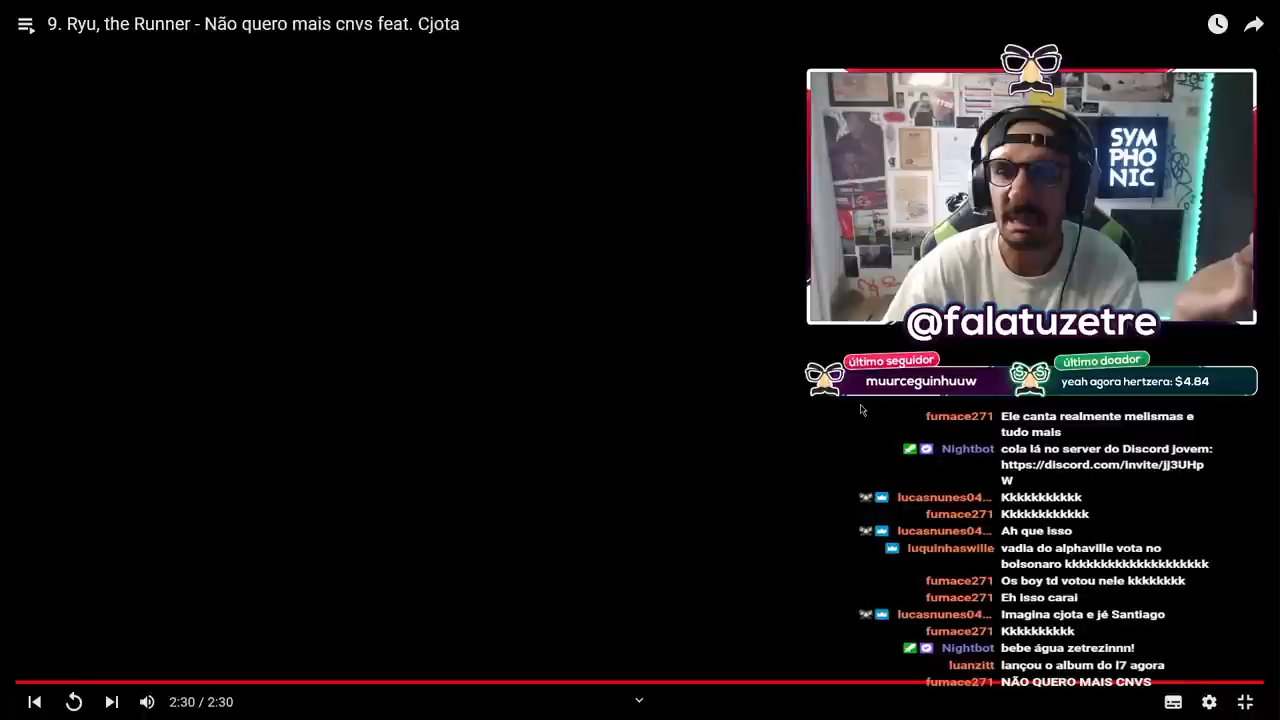 9. Ryu, the Runner - Não quero mais cnvs feat. Cjota
SYM
PHO
NIC
@falatuzetre
último seguidor
último doador
muurceguinhuuw
yeah agora hertzera: $4.84
fumace271 Ele canta realmente melismas e
tudo mais
Nightbot cola lá no server do Discord jovem:
https://discord.com/invite/jj3UHp
W
lucasnunes04... Kkkkkkkkkkk
fumace271 Kkkkkkkkkkkk
lucasnunes04... Ah que isso
luquinhaswille vadia do alphaville vota no
bolsonaro kkkkkkkkkkkkkkkkkkkk
fumace271 Os boy td votou nele kkkkkkkk
fumace271 Eh isso carai
lucasnunes04... Imagina cjota e jé Santiago
fumace271 Kkkkkkkkkk
Nightbot bebe água zetrezinnn!
luanzitt lançou o album do l7 agora
fumace271 NÃO QUERO MAIS CNVS
2:30 / 2:30